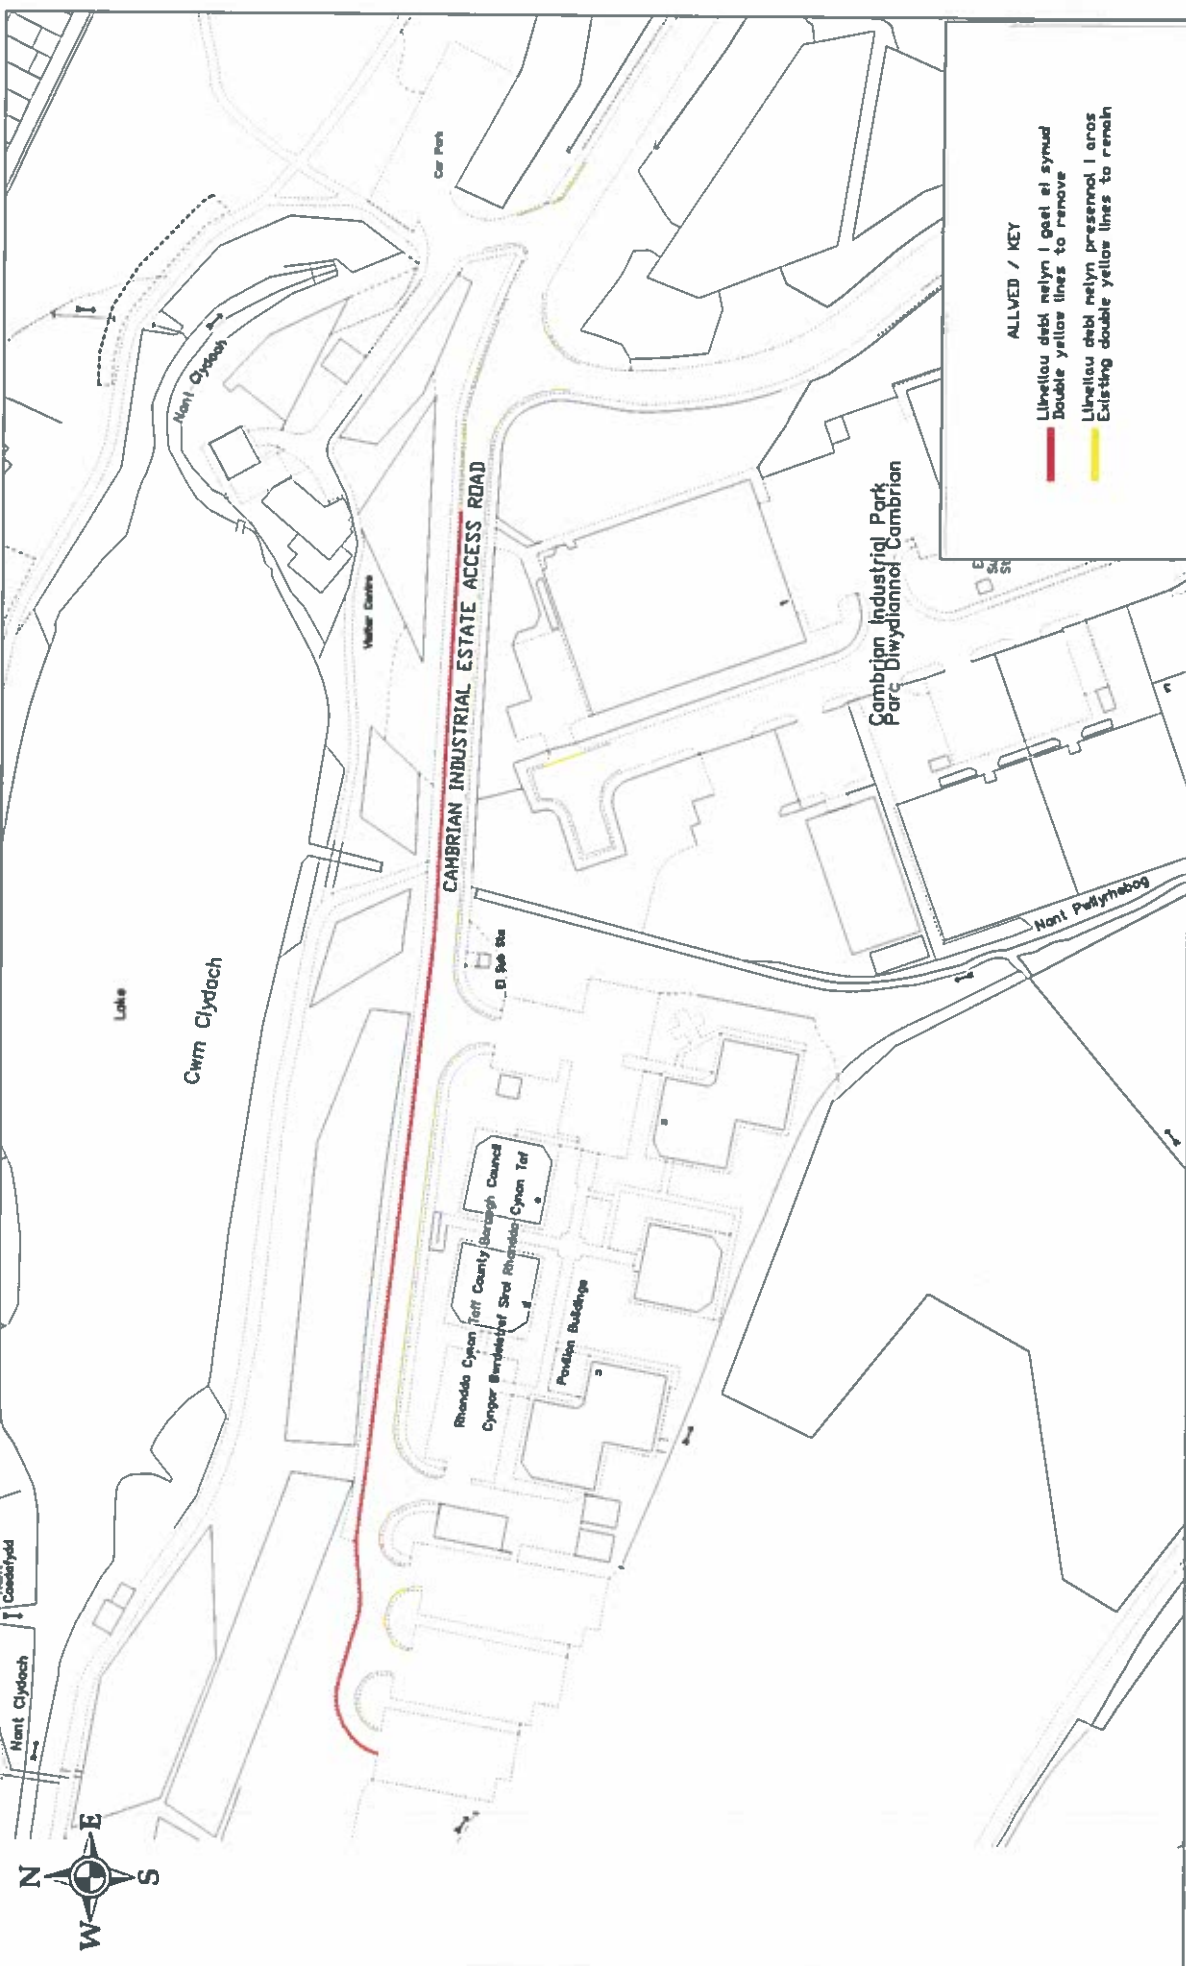 N
W
E
S
Nant Clydach
Caedafydd
Lake
Cwm Clydach
Nant Clydach
Car Park
Visitor Centre
CAMBRIAN INDUSTRIAL ESTATE ACCESS ROAD
El Sub Sta
Rhondda Cynon Taff County Borough Council
Cyngor Bwrdeistref Sirol Rhondda Cynon Taf
Pavilion Buildings
Cambrian Industrial Park
Parc Diwydiannol Cambrian
Nant Pwllyrhebog
ALLWED / KEY
Llinellau debl melyn i gael ei symud
Double yellow lines to remove
Llinellau debl melyn presennol i aros
Existing double yellow lines to remain